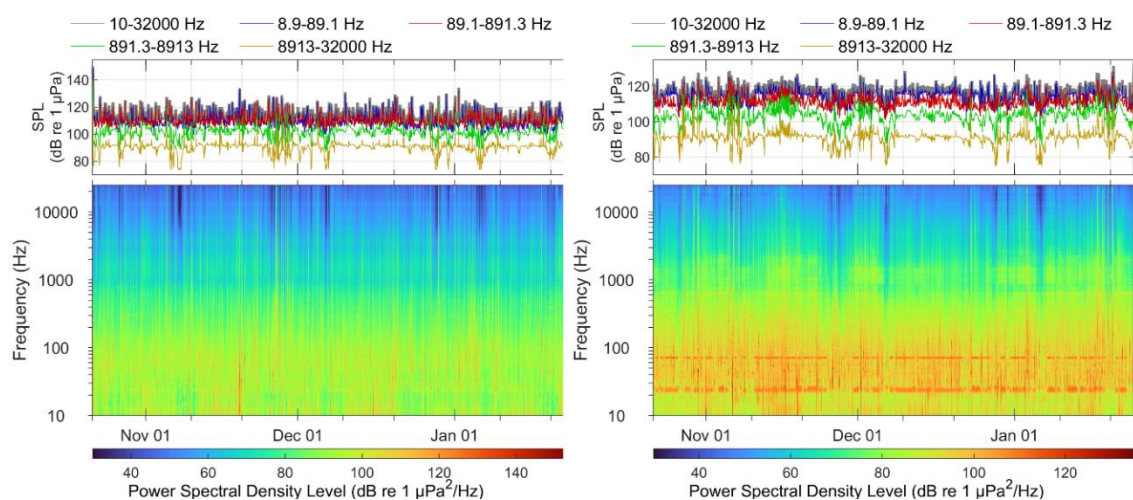 10-32000 Hz 8.9-89.1 Hz 89.1-891.3 Hz
891.3-8913 Hz 8913-32000 Hz
SPL
(dB re 1 µPa)
140
120
100
80
Frequency (Hz)
10000
1000
100
10
Nov 01 Dec 01 Jan 01
40 60 80 100 120 140
Power Spectral Density Level (dB re 1 µPa²/Hz)
10-32000 Hz 8.9-89.1 Hz 89.1-891.3 Hz
891.3-8913 Hz 8913-32000 Hz
SPL
(dB re 1 µPa)
120
100
80
Frequency (Hz)
10000
1000
100
10
Nov 01 Dec 01 Jan 01
40 60 80 100 120
Power Spectral Density Level (dB re 1 µPa²/Hz)